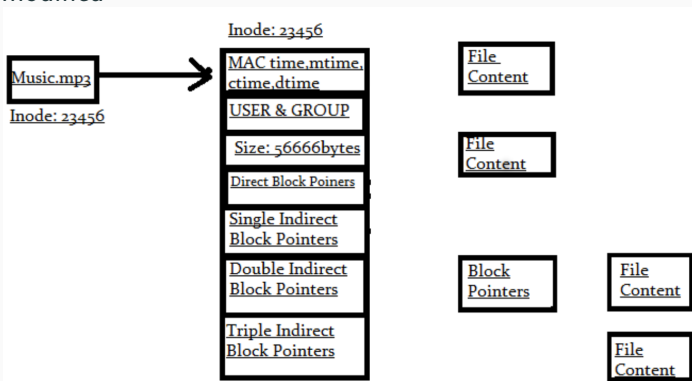 Inode: 23456
Music.mp3
Inode: 23456
MAC time,mtime,
ctime,dtime
USER & GROUP
Size: 56666bytes
Direct Block Poiners
Single Indirect
Block Pointers
Double Indirect
Block Pointers
Triple Indirect
Block Pointers
File
Content
File
Content
Block
Pointers
File
Content
File
Content